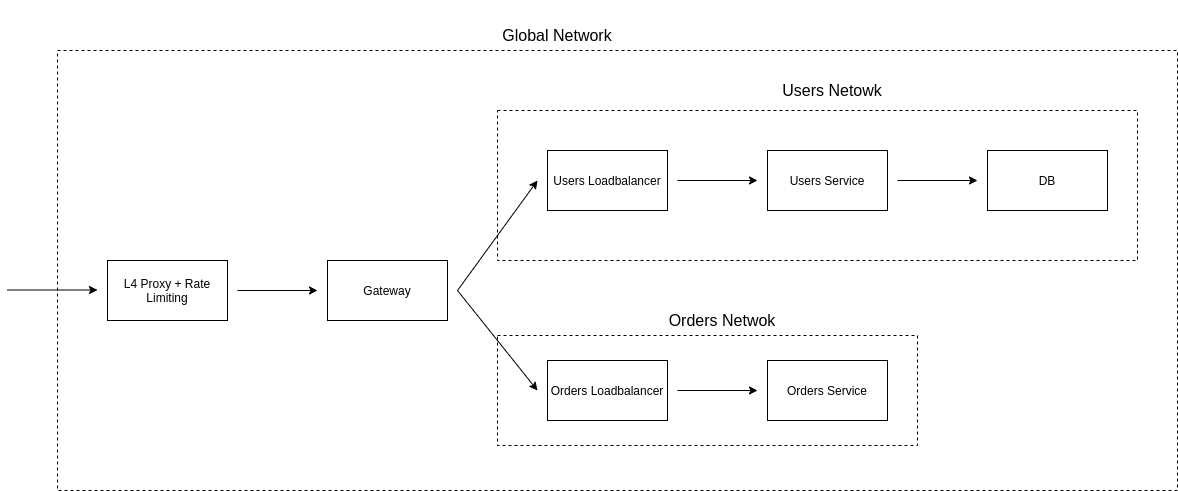 Global Network
Users Netowk
Users Loadbalancer
Users Service
DB
L4 Proxy + Rate
Limiting
Gateway
Orders Netwok
Orders Loadbalancer
Orders Service